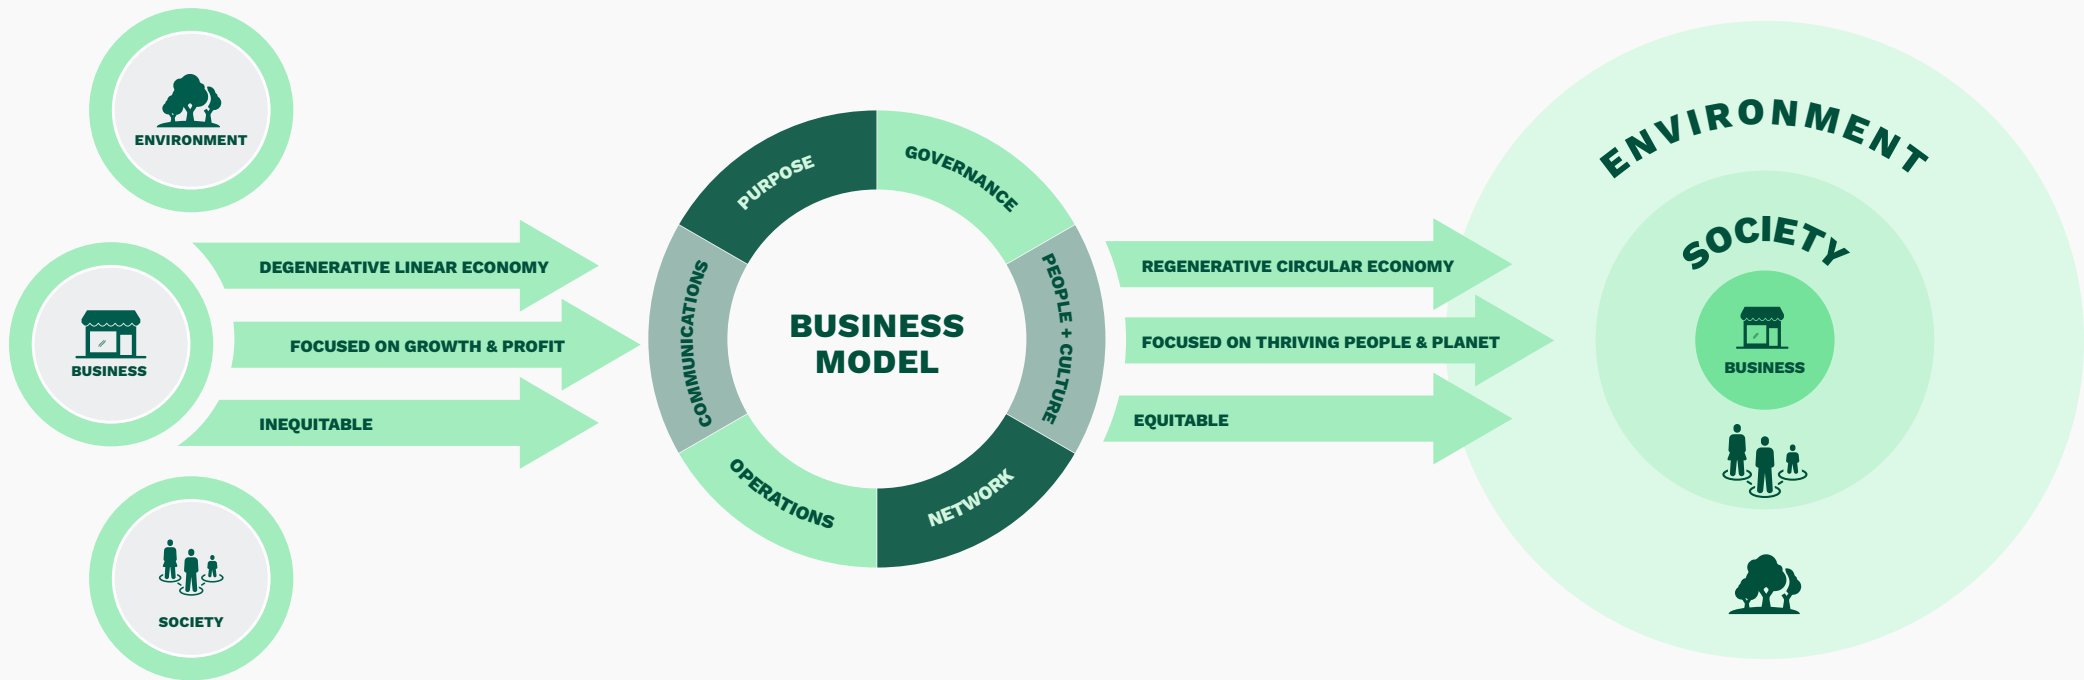 ENVIRONMENT
BUSINESS
SOCIETY
DEGENERATIVE LINEAR ECONOMY
FOCUSED ON GROWTH & PROFIT
INEQUITABLE
PURPOSE
GOVERNANCE
PEOPLE + CULTURE
NETWORK
OPERATIONS
COMMUNICATIONS
BUSINESS
MODEL
REGENERATIVE CIRCULAR ECONOMY
FOCUSED ON THRIVING PEOPLE & PLANET
EQUITABLE
ENVIRONMENT
SOCIETY
BUSINESS